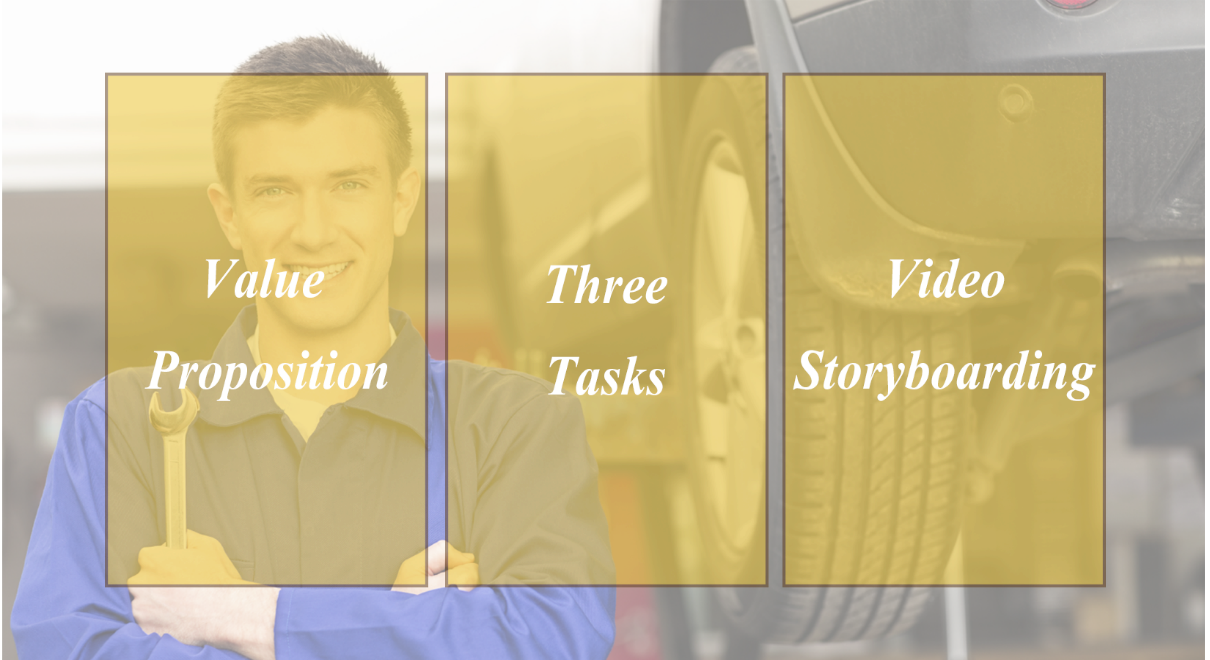 Value
Proposition
Three
Tasks
Video
Storyboarding